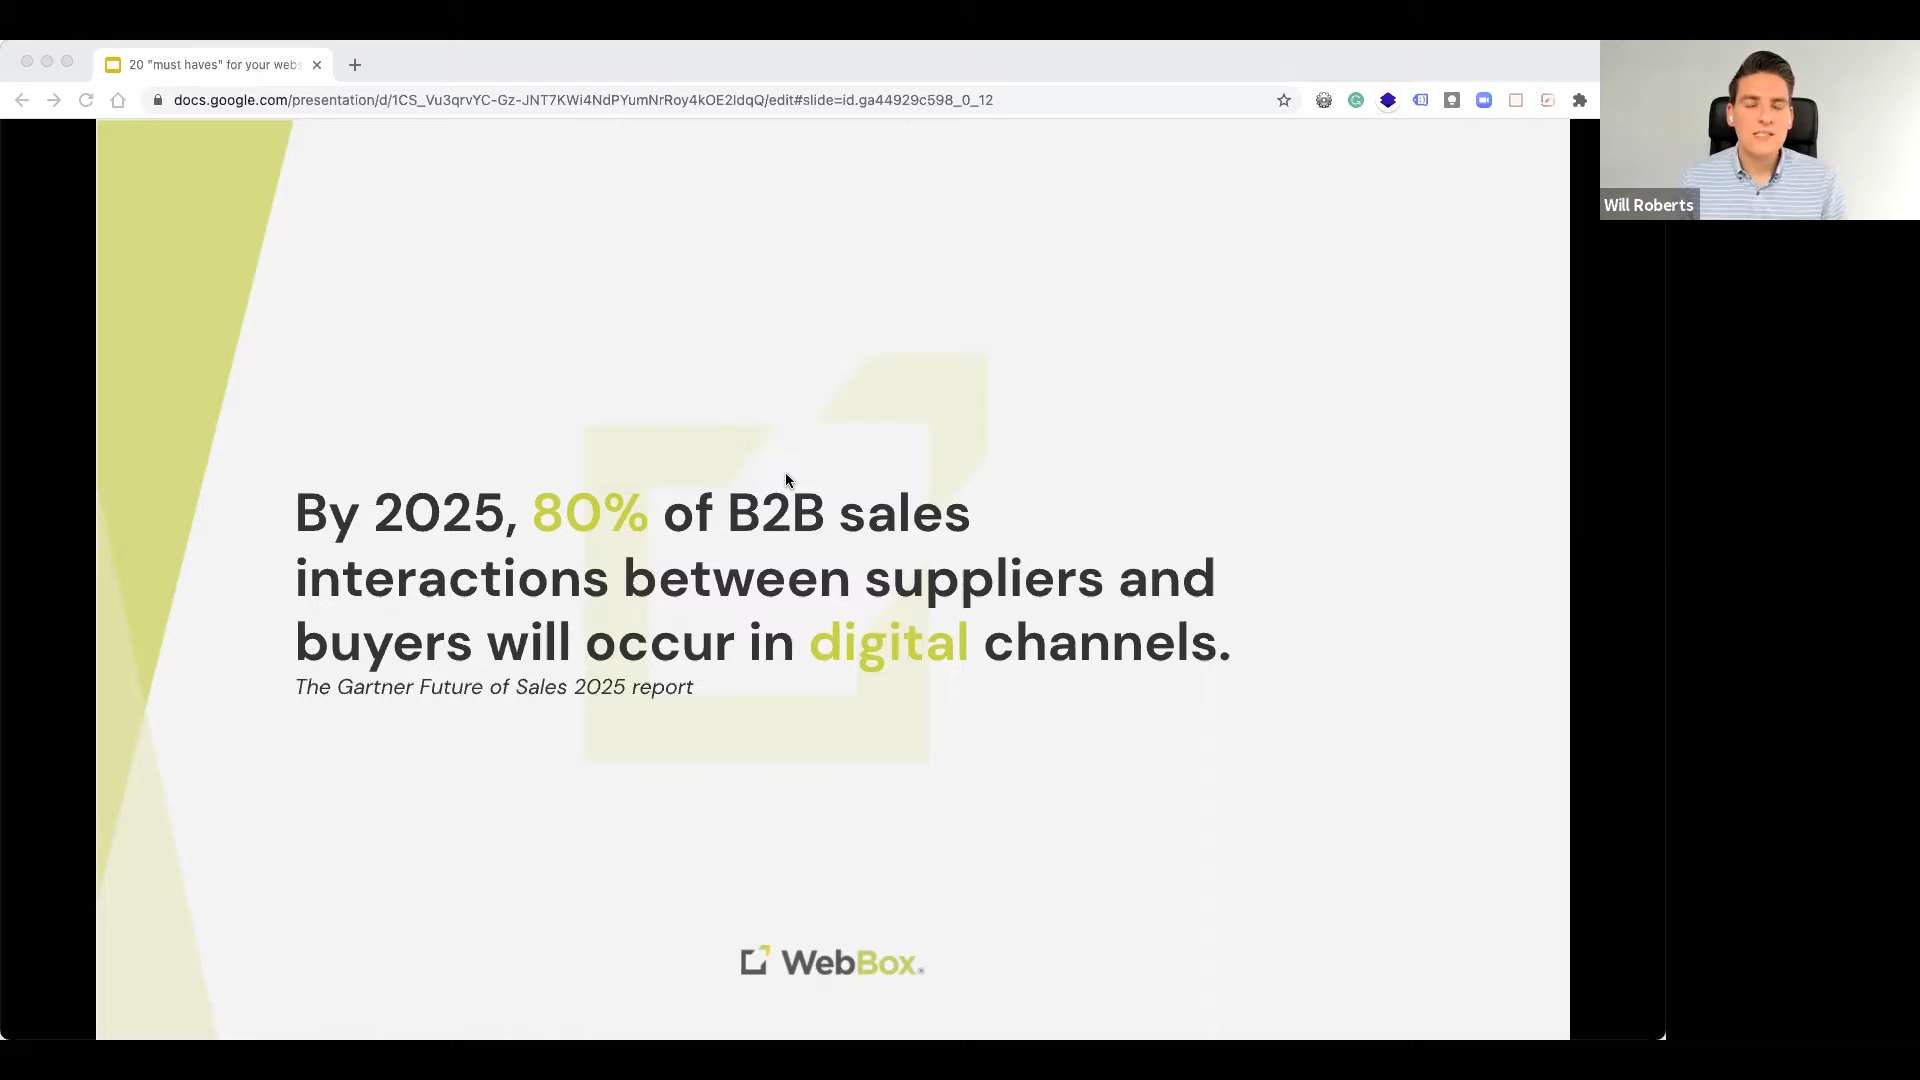 20 "must haves" for your webs
docs.google.com/presentation/d/1CS_Vu3qrvYC-Gz-JNT7KWi4NdPYumNrRoy4kOE2ldqQ/edit#slide=id.ga44929c598_0_12
Will Roberts
By 2025, 80% of B2B sales
interactions between suppliers and
buyers will occur in digital channels.
The Gartner Future of Sales 2025 report
WebBox®